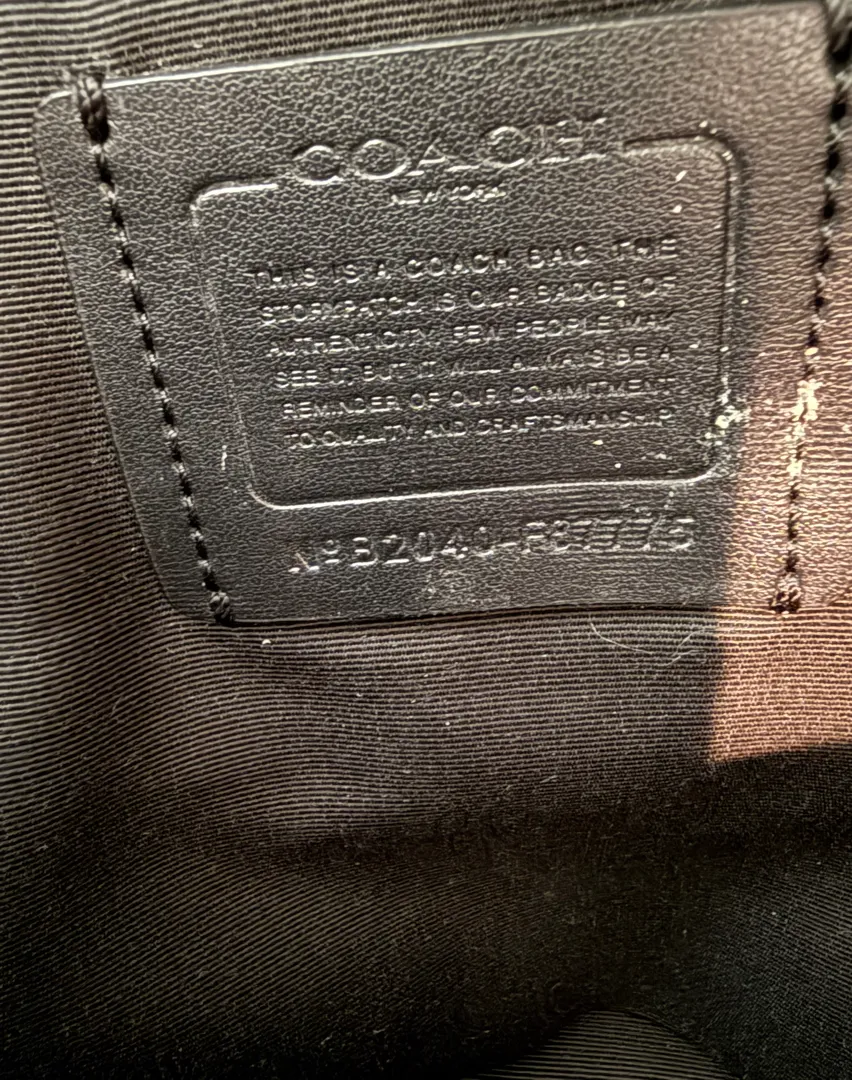 COACH
NEW YORK
THIS IS A COACH BAG. THE
STORYPATCH IS OUR BADGE OF
AUTHENTICITY. FEW PEOPLE MAY
SEE IT, BUT IT WILL ALWAYS BE A
REMINDER OF OUR COMMITMENT
TO QUALITY AND CRAFTSMANSHIP